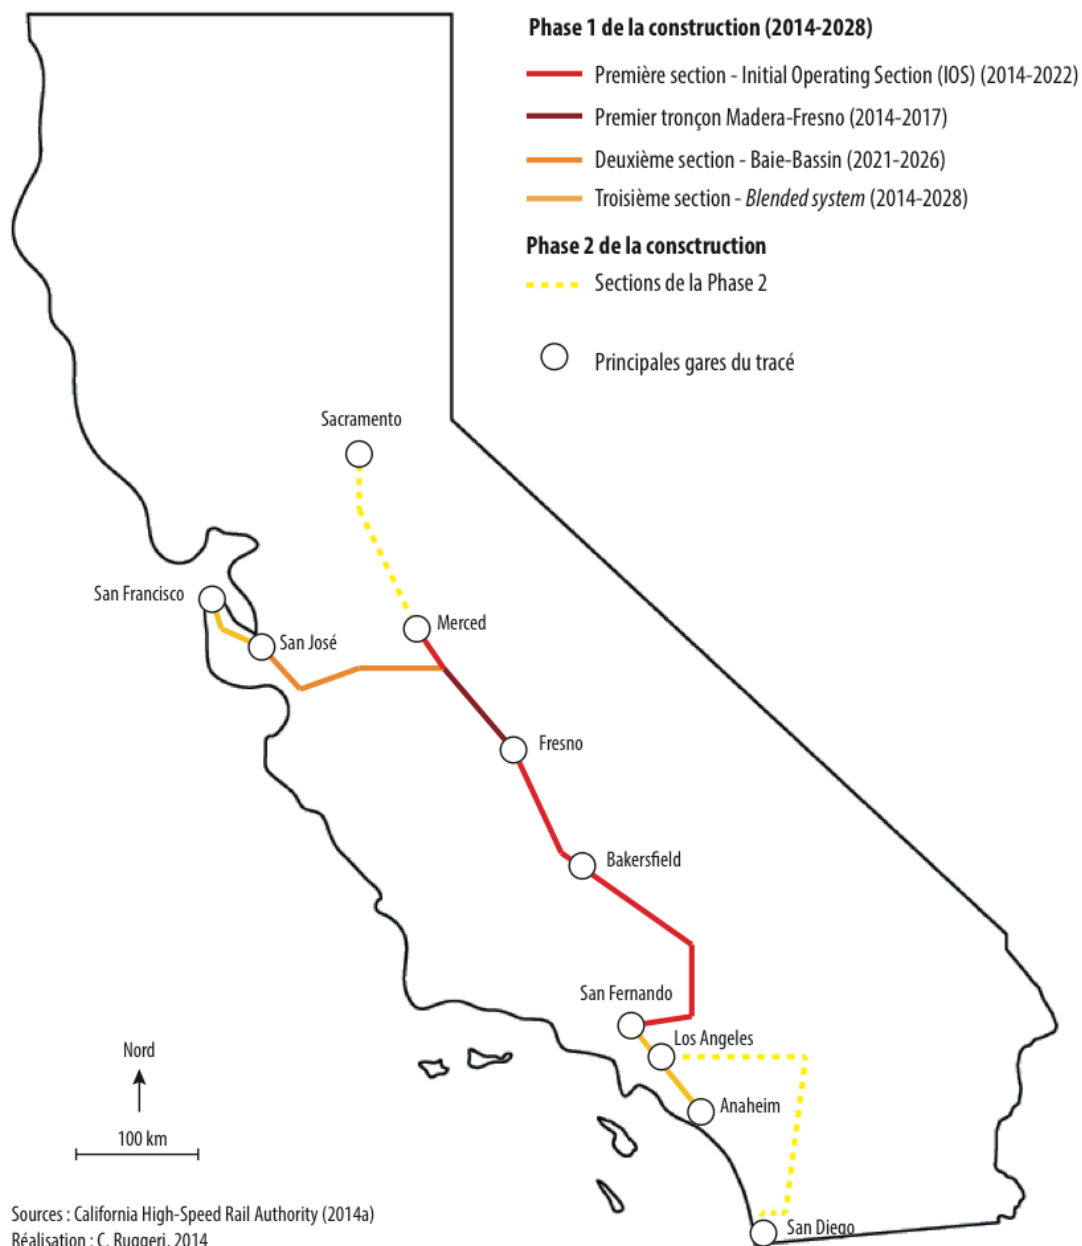 Phase 1 de la construction (2014-2028)
Première section - Initial Operating Section (IOS) (2014-2022)
Premier tronçon Madera-Fresno (2014-2017)
Deuxième section - Baie-Bassin (2021-2026)
Troisième section - Blended system (2014-2028)
Phase 2 de la consctruction
Sections de la Phase 2
Principales gares du tracé
Sacramento
San Francisco
Merced
San José
Fresno
Bakersfield
San Fernando
Los Angeles
Anaheim
San Diego
Nord
100 km
Sources : California High-Speed Rail Authority (2014a)
Réalisation : C. Ruggeri, 2014